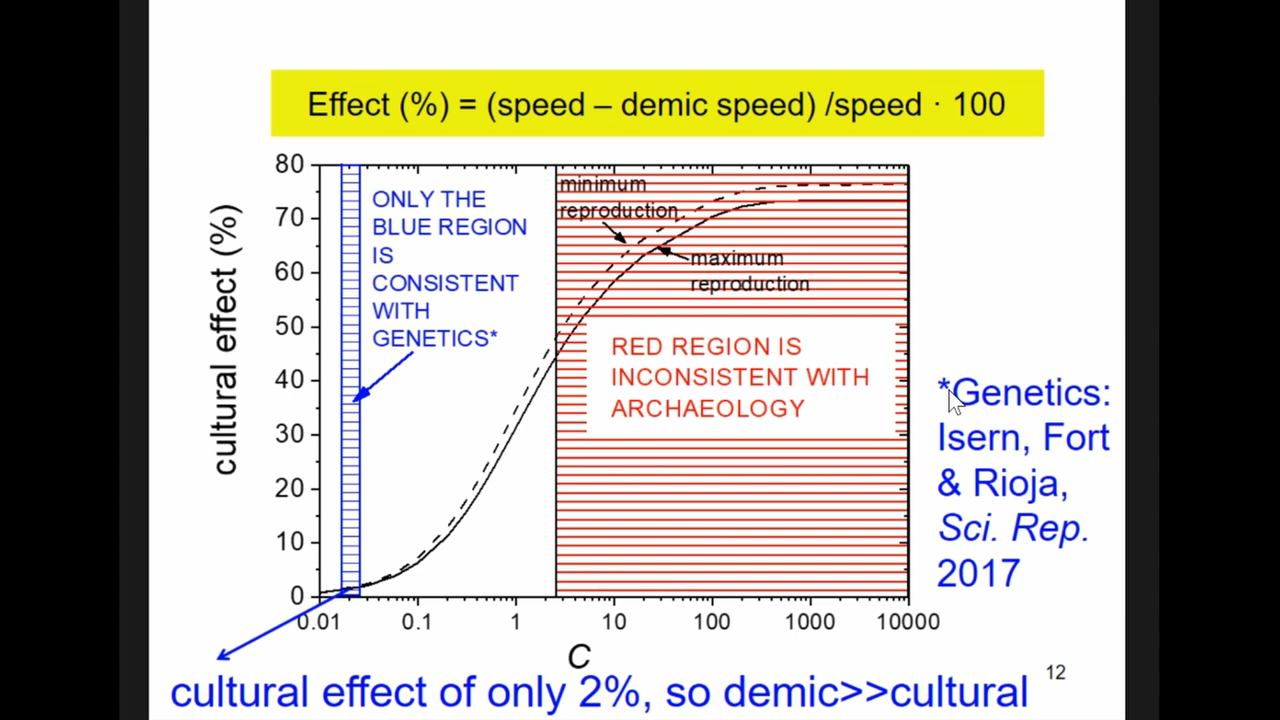 Effect (%) = (speed – demic speed) /speed · 100
80
70
60
50
40
30
20
10
0
cultural effect (%)
ONLY THE
BLUE REGION
IS
CONSISTENT
WITH
GENETICS*
minimum
reproduction
maximum
reproduction
RED REGION IS
INCONSISTENT WITH
ARCHAEOLOGY
*Genetics:
Isern, Fort
& Rioja,
Sci. Rep.
2017
0.01 0.1 1 10 100 1000 10000
C
cultural effect of only 2%, so demic>>cultural
12